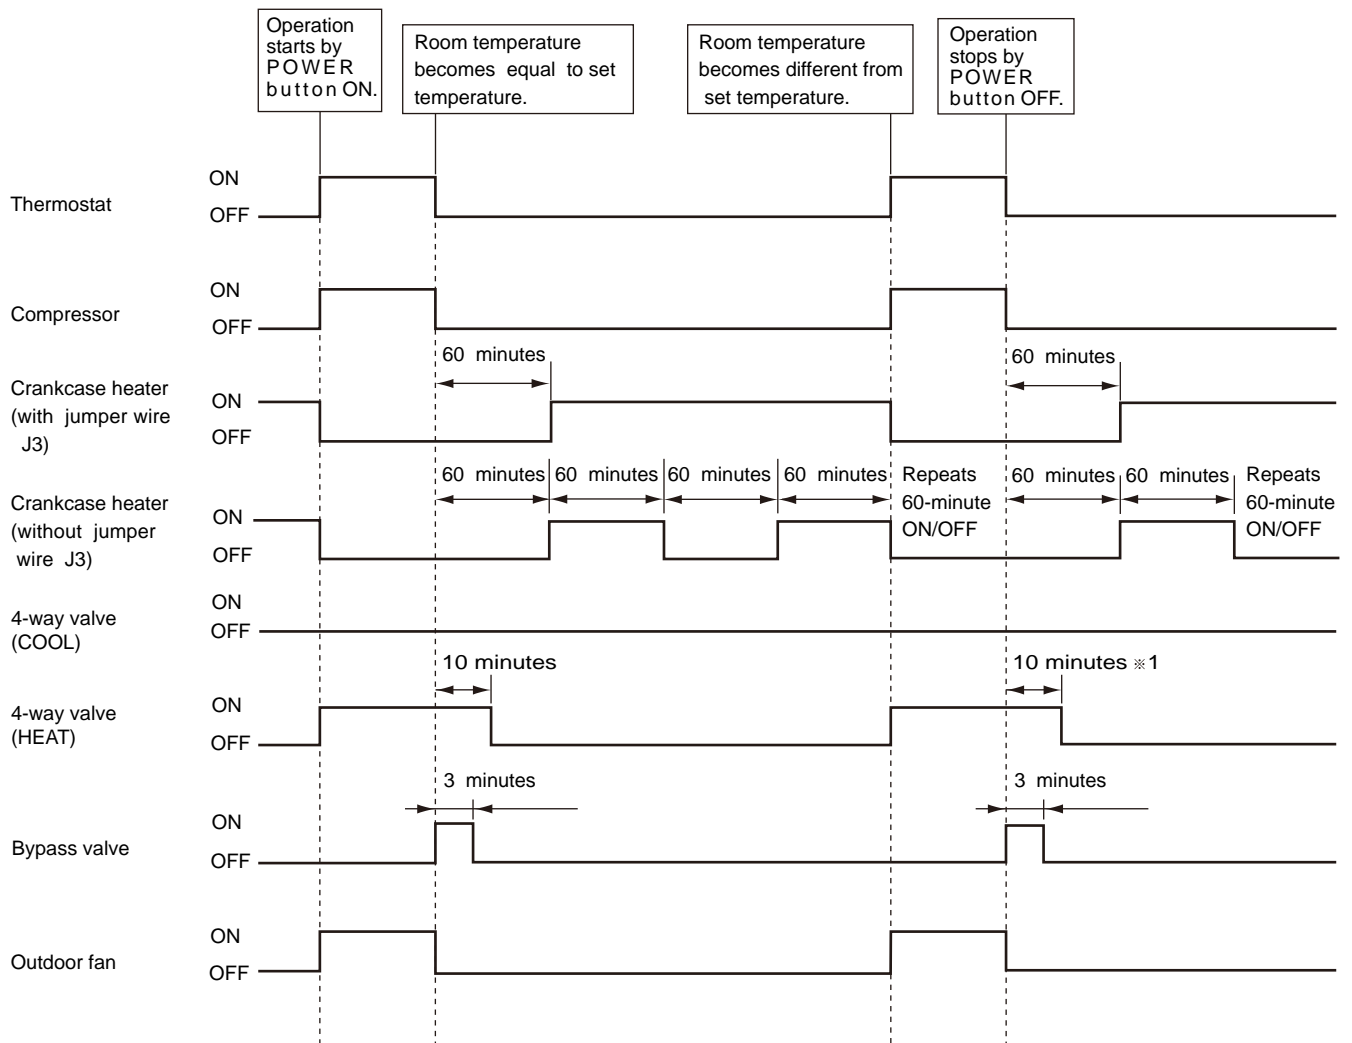 Operation
starts by
POWER
button ON.
Room temperature
becomes equal to set
temperature.
Room temperature
becomes different from
set temperature.
Operation
stops by
POWER
button OFF.
Thermostat
ON
OFF
Compressor
ON
OFF
60 minutes
60 minutes
Crankcase heater
(with jumper wire
J3)
ON
OFF
60 minutes
60 minutes
60 minutes
60 minutes
Repeats
60-minute
ON/OFF
60 minutes
60 minutes
Repeats
60-minute
ON/OFF
Crankcase heater
(without jumper
wire J3)
ON
OFF
4-way valve
(COOL)
ON
OFF
10 minutes
10 minutes ※1
4-way valve
(HEAT)
ON
OFF
3 minutes
3 minutes
Bypass valve
ON
OFF
Outdoor fan
ON
OFF